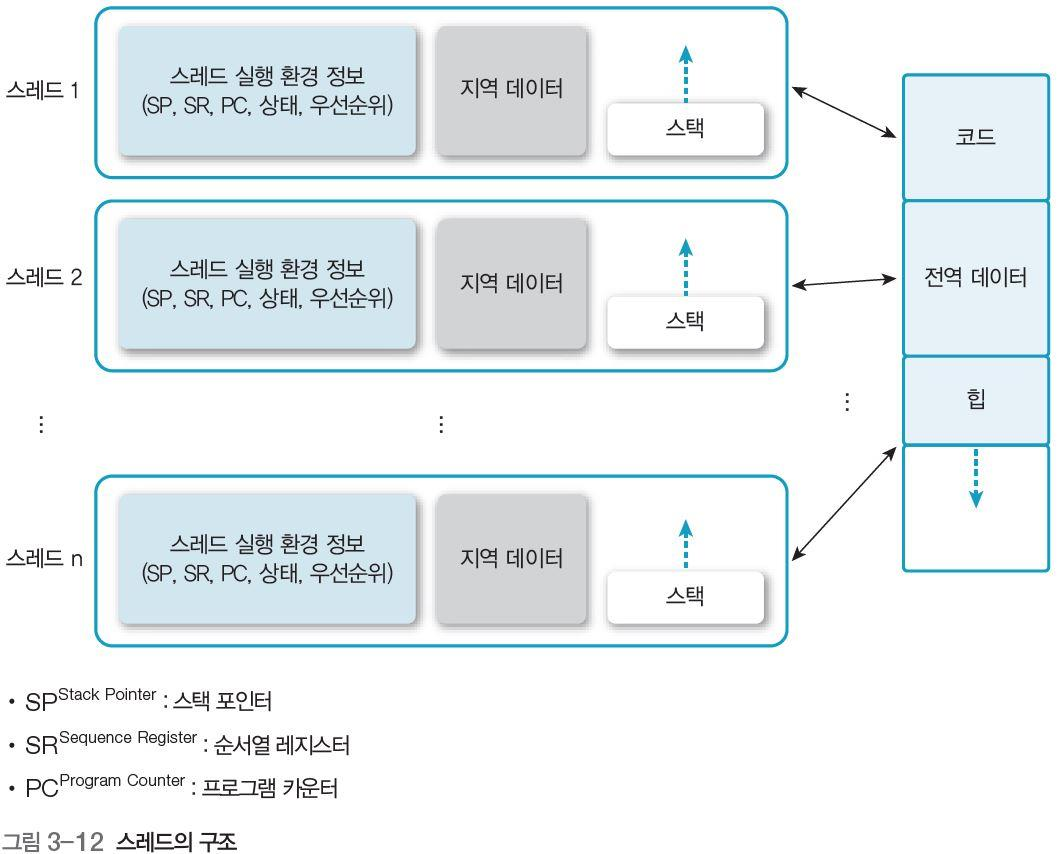 스레드 1
스레드 실행 환경 정보
(SP, SR, PC, 상태, 우선순위)
지역 데이터
스택
코드
스레드 2
스레드 실행 환경 정보
(SP, SR, PC, 상태, 우선순위)
지역 데이터
스택
전역 데이터
힙
스레드 n
스레드 실행 환경 정보
(SP, SR, PC, 상태, 우선순위)
지역 데이터
스택
• SP Stack Pointer : 스택 포인터
• SR Sequence Register : 순서열 레지스터
• PC Program Counter : 프로그램 카운터
그림 3-12 스레드의 구조